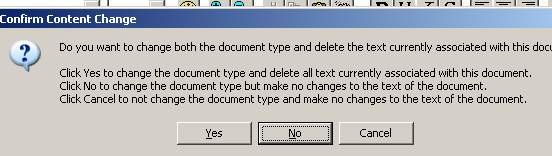 Confirm Content Change
Do you want to change both the document type and delete the text currently associated with this
Click Yes to change the document type and delete all text currently associated with this document.
Click No to change the document type but make no changes to the text of the document.
Click Cancel to not change the document type and make no changes to the text of the document.
Yes
No
Cancel